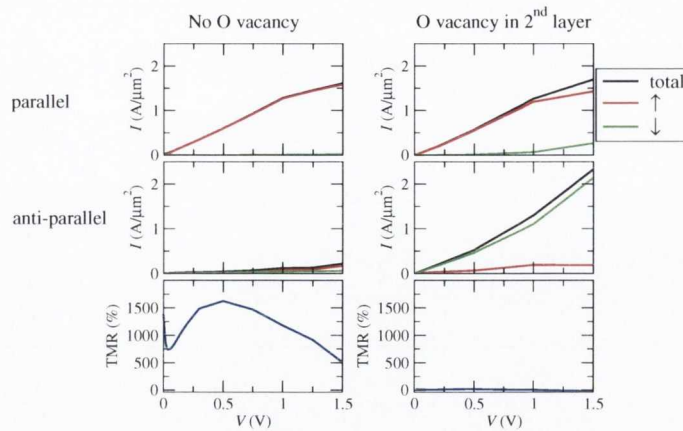 No O vacancy
O vacancy in 2nd layer
parallel
I (A/μm²)
2
1
0
I (A/μm²)
2
1
0
total
↑
↓
anti-parallel
I (A/μm²)
2
1
0
I (A/μm²)
2
1
0
TMR (%)
1500
1000
500
0
TMR (%)
1500
1000
500
0
0 0.5 1 1.5
V (V)
0 0.5 1 1.5
V (V)